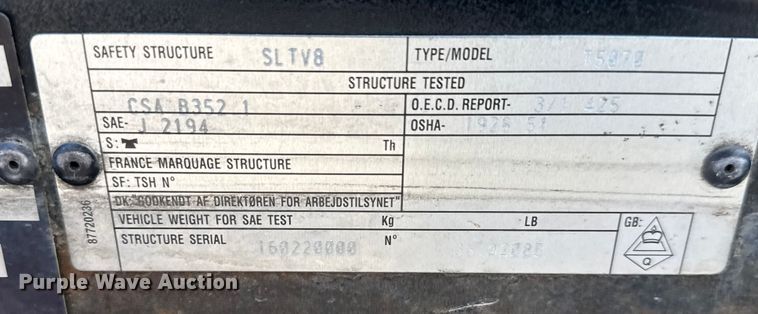 SAFETY STRUCTURE SLTV8 TYPE/MODEL T5070
STRUCTURE TESTED
CSA B352 1 O.E.C.D. REPORT-
SAE- J 2194 OSHA-
S: Th
FRANCE MARQUAGE STRUCTURE
SF: TSH N°
DK: "GODKENDT AF DIREKTØREN FOR ARBEJDSTILSYNET"
VEHICLE WEIGHT FOR SAE TEST Kg LB GB:
STRUCTURE SERIAL 160220000 N°
Q
87720236
Purple Wave Auction